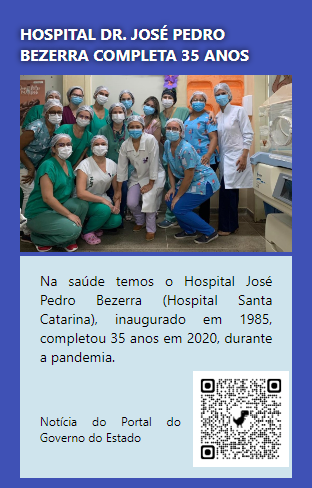 HOSPITAL DR. JOSÉ PEDRO
BEZERRA COMPLETA 35 ANOS
Na saúde temos o Hospital José
Pedro Bezerra (Hospital Santa
Catarina), inaugurado em 1985,
completou 35 anos em 2020, durante
a pandemia.
Notícia do Portal do
Governo do Estado